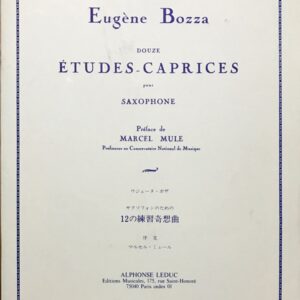 Eugène Bozza
DOUZE
ÉTUDES-CAPRICES
pour
SAXOPHONE
Préface de
MARCEL MULE
Professeur au Conservatoire National de Musique
ウジェーヌ・ボザ
サクソフォンのための
12の練習奇想曲
序文
マルセル・ミュール
ALPHONSE LEDUC
Editions Musicales, 175, rue Saint-Honoré
75040 Paris cedex 01